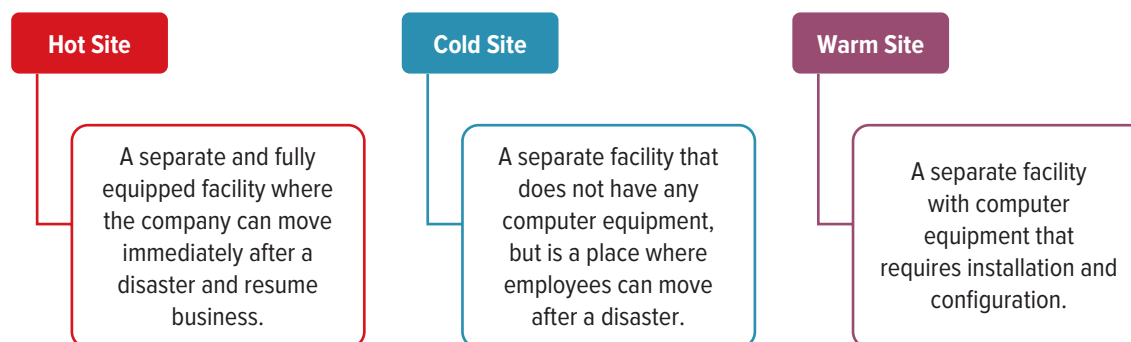 Hot Site
A separate and fully
equipped facility where
the company can move
immediately after a
disaster and resume
business.
Cold Site
A separate facility that
does not have any
computer equipment,
but is a place where
employees can move
after a disaster.
Warm Site
A separate facility
with computer
equipment that
requires installation and
configuration.